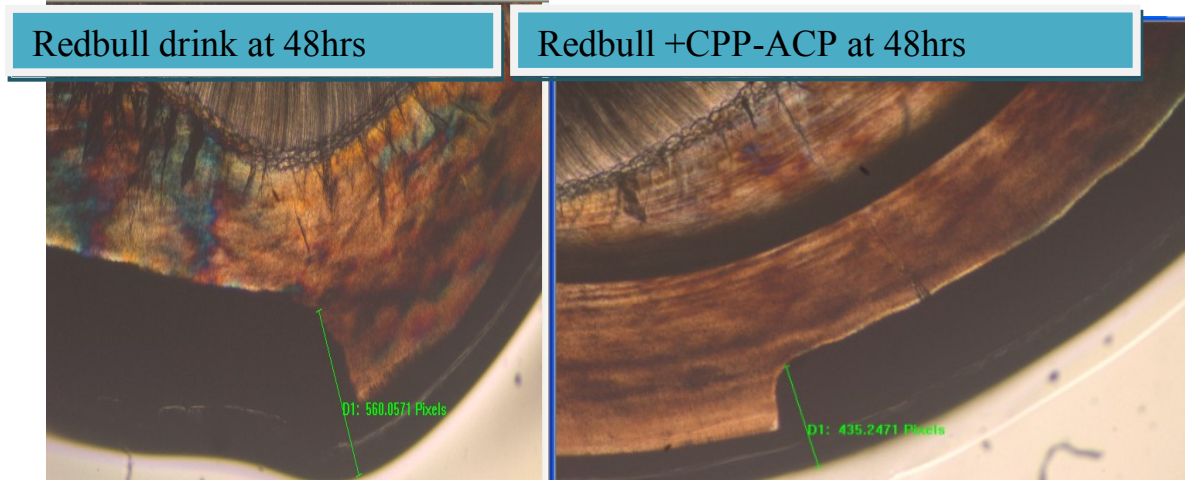 Redbull drink at 48hrs
Redbull +CPP-ACP at 48hrs
D1: 560.0571 Pixels
D1: 435.2471 Pixels